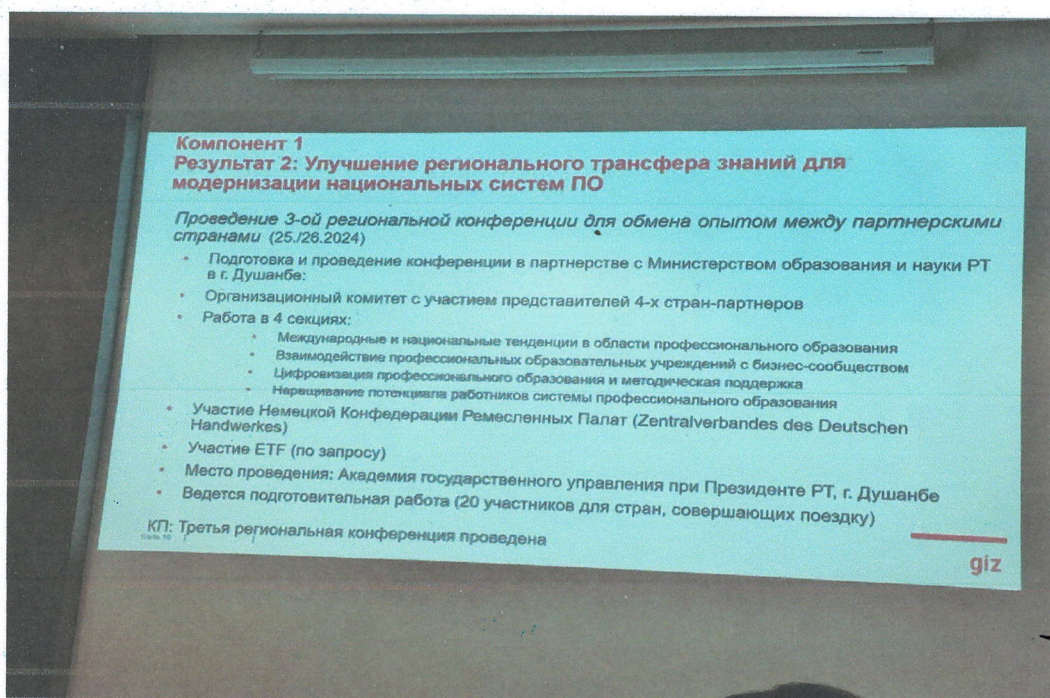 Компонент 1
Результат 2: Улучшение регионального трансфера знаний для
модернизации национальных систем ПО
Проведение 3-ой региональной конференции для обмена опытом между партнерскими
странами (25./26.2024)
• Подготовка и проведение конференции в партнерстве с Министерством образования и науки РТ
в г. Душанбе:
• Организационный комитет с участием представителей 4-х стран-партнеров
• Работа в 4 секциях:
• Международные и национальные тенденции в области профессионального образования
• Взаимодействие профессиональных образовательных учреждений с бизнес-сообществом
• Цифровизация профессионального образования и методическая поддержка
• Наращивание потенциала работников системы профессионального образования
• Участие Немецкой Конфедерации Ремесленных Палат (Zentralverbandes des Deutschen
Handwerkes)
• Участие ETF (по запросу)
• Место проведения: Академия государственного управления при Президенте РТ, г. Душанбе
• Ведется подготовительная работа (20 участников для стран, совершающих поездку)
КП: Третья региональная конференция проведена
giz